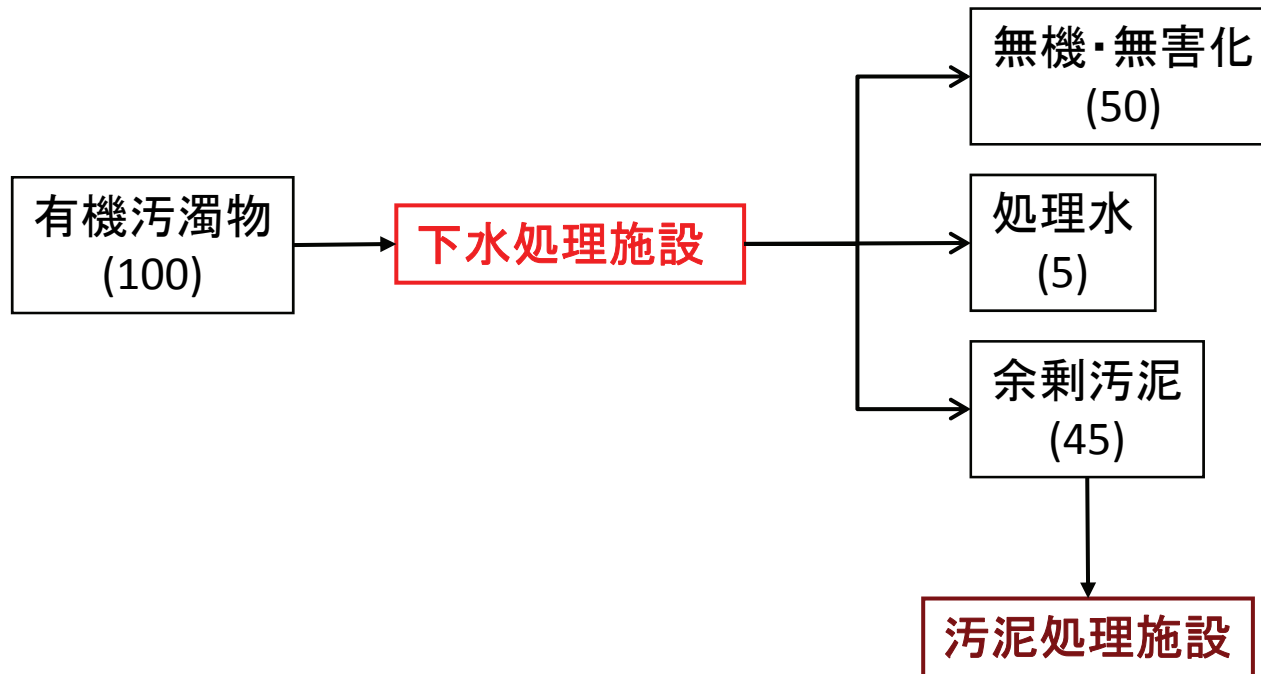 無機・無害化
(50)
有機汚濁物
(100)
下水処理施設
処理水
(5)
余剰汚泥
(45)
汚泥処理施設